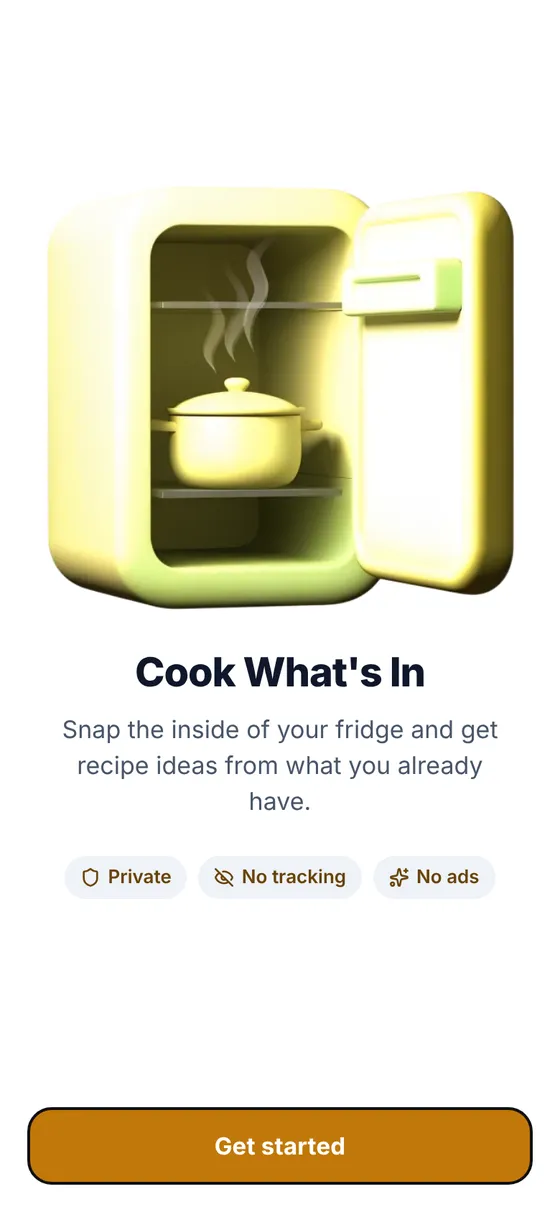 Cook What's In
Snap the inside of your fridge and get
recipe ideas from what you already
have.
Private
No tracking
No ads
Get started